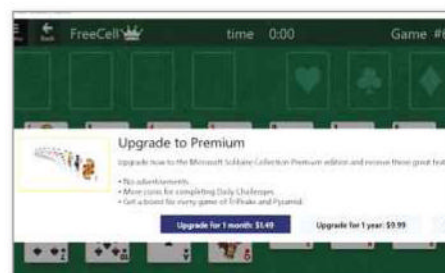 Back FreeCell time 0:00 Game #
Upgrade to Premium
Upgrade now to the Microsoft Solitaire Collection Premium edition and receive these great
• No advertisements
• More coins for completing Daily Challenges
• Get a boost for every game of TriPeaks and Pyramid
Upgrade for 1 month: $1.49 Upgrade for 1 year: $9.99